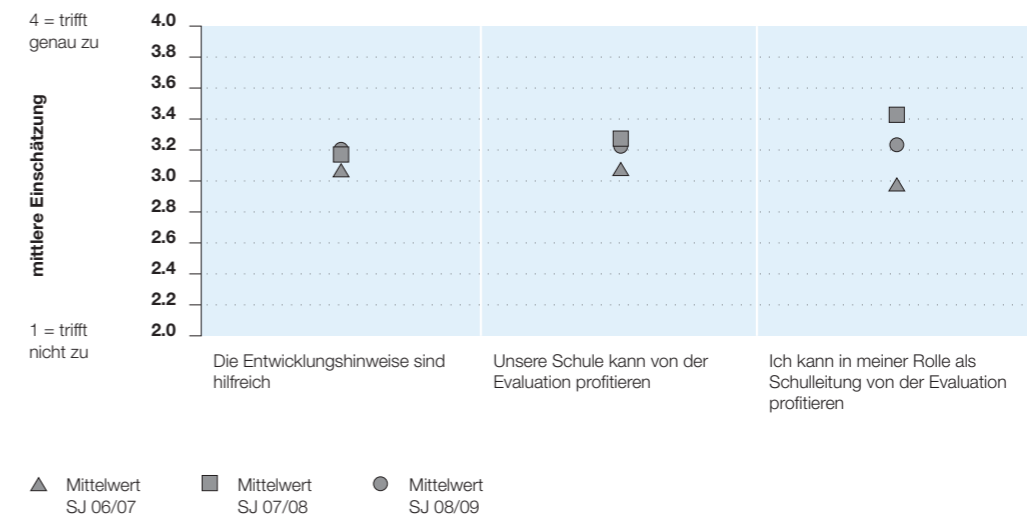 4 = trifft
genau zu
mittlere Einschätzung
1 = trifft
nicht zu
4.0
3.8
3.6
3.4
3.2
3.0
2.8
2.6
2.4
2.2
2.0
Die Entwicklungshinweise sind
hilfreich
Unsere Schule kann von der
Evaluation profitieren
Ich kann in meiner Rolle als
Schulleitung von der Evaluation
profitieren
Mittelwert
SJ 06/07
Mittelwert
SJ 07/08
Mittelwert
SJ 08/09